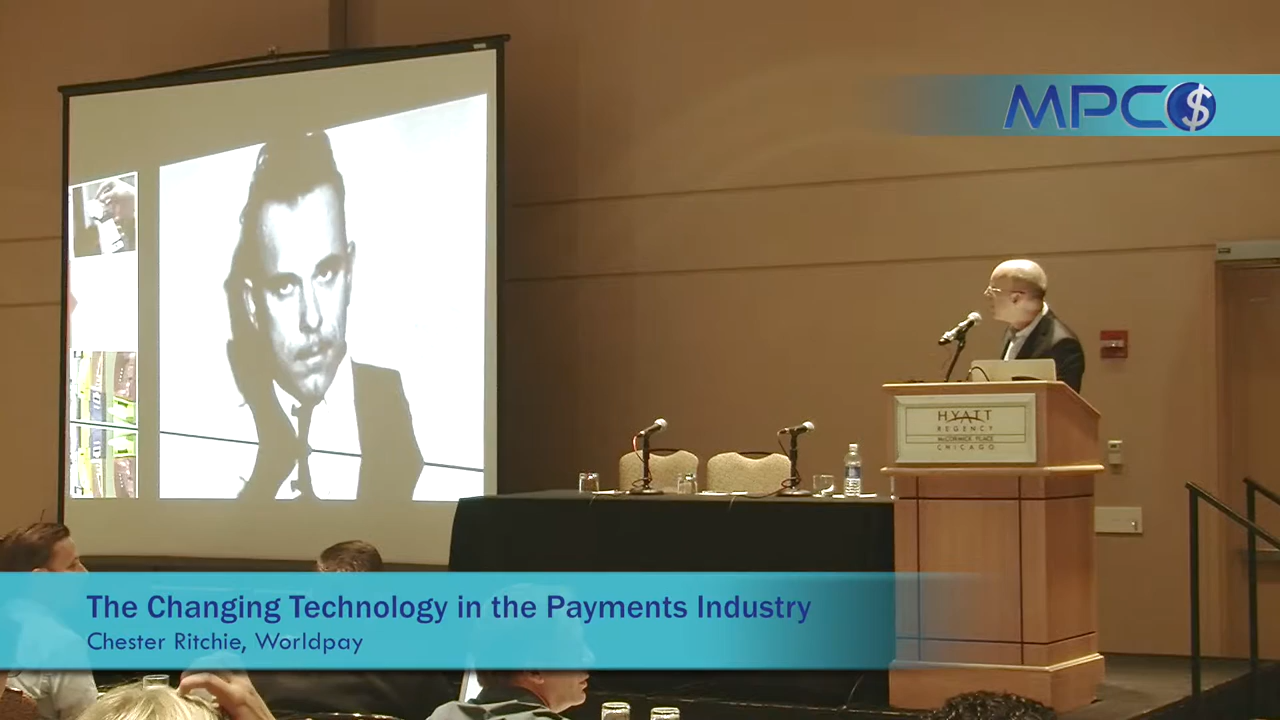 MPC$
HYATT
REGENCY
McCORMICK PLACE
CHICAGO
The Changing Technology in the Payments Industry
Chester Ritchie, Worldpay